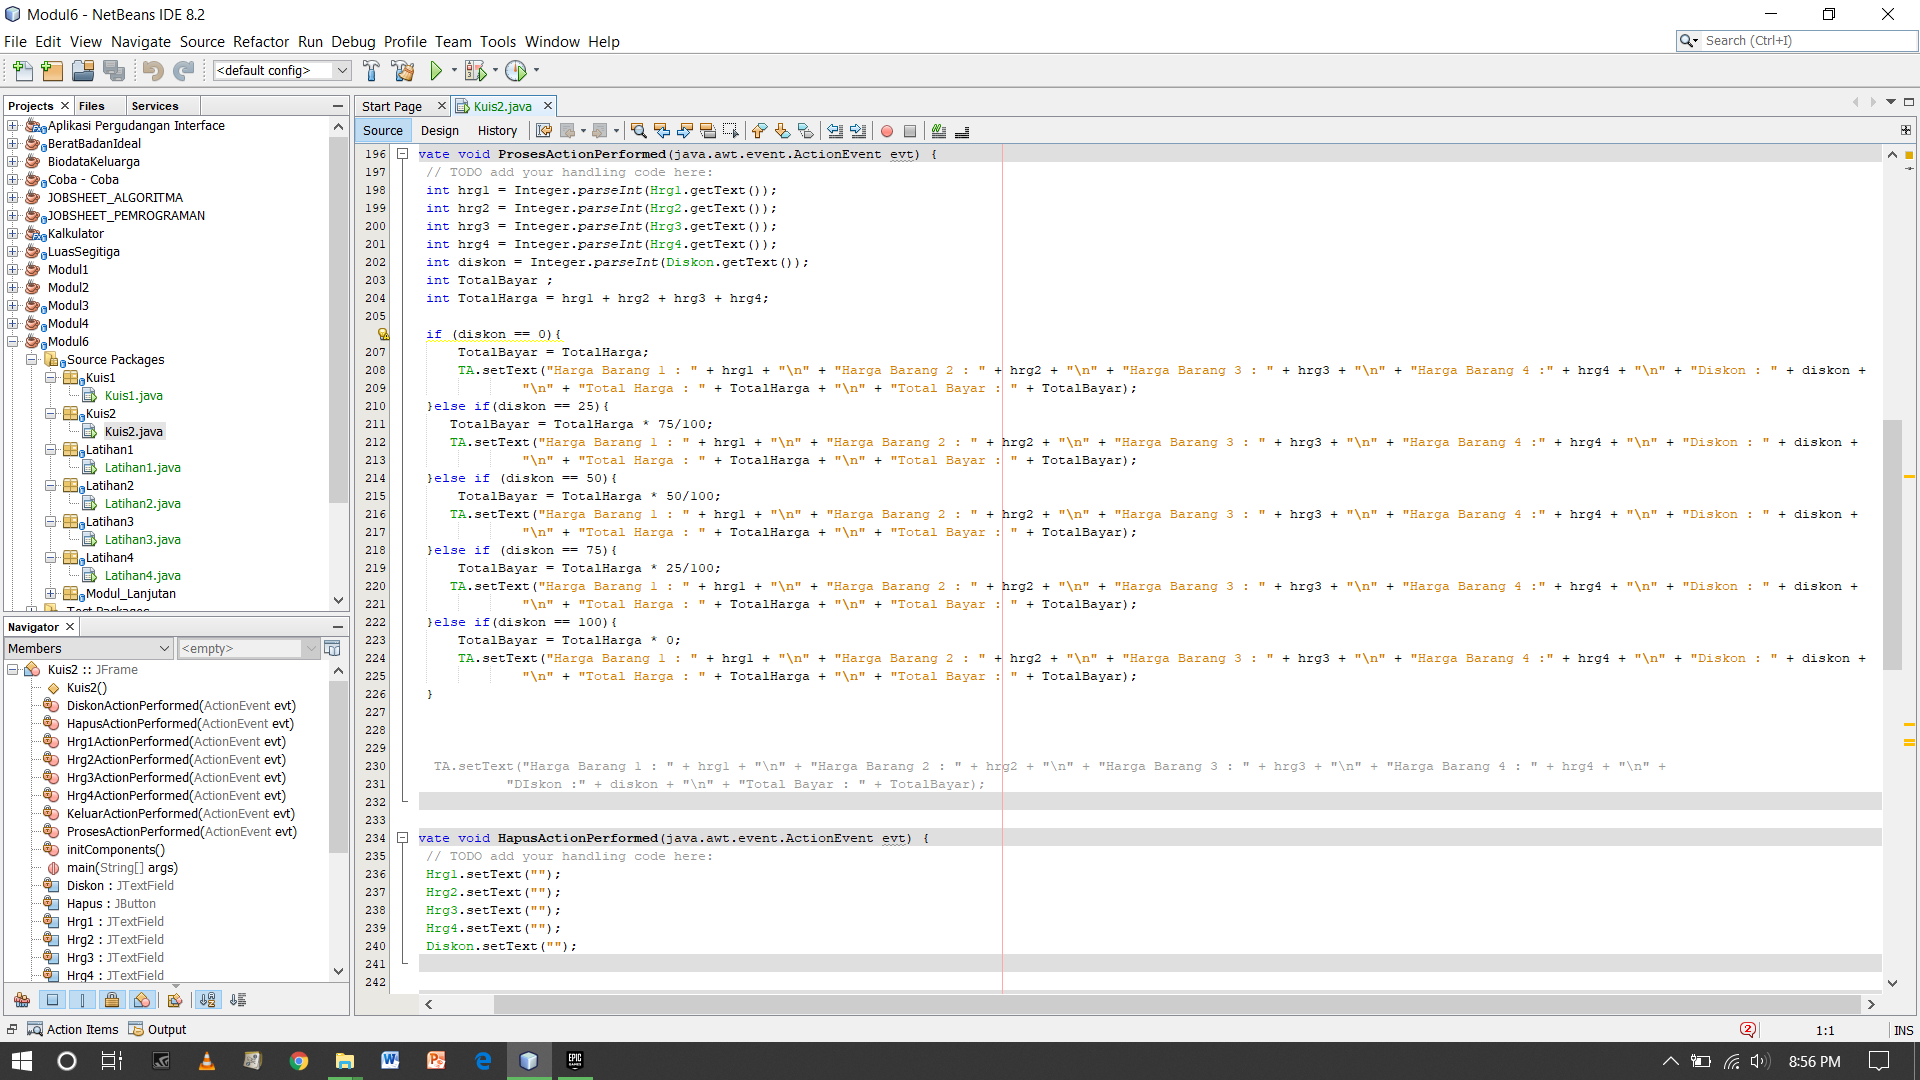 Modul6 - NetBeans IDE 8.2
File Edit View Navigate Source Refactor Run Debug Profile Team Tools Window Help
Search (Ctrl+I)
<default config>
Projects Files Services
Aplikasi Pergudangan Interface
BeratBadanIdeal
BiodataKeluarga
Coba - Coba
JOBSHEET_ALGORITMA
JOBSHEET_PEMROGRAMAN
Kalkulator
LuasSegitiga
Modul1
Modul2
Modul3
Modul4
Modul6
Source Packages
Kuis1
Kuis1.java
Kuis2
Kuis2.java
Latihan1
Latihan1.java
Latihan2
Latihan2.java
Latihan3
Latihan3.java
Latihan4
Latihan4.java
Modul_Lanjutan
Test Packages
Navigator
Members
<empty>
Kuis2 :: JFrame
Kuis2()
DiskonActionPerformed(ActionEvent evt)
HapusActionPerformed(ActionEvent evt)
Hrg1ActionPerformed(ActionEvent evt)
Hrg2ActionPerformed(ActionEvent evt)
Hrg3ActionPerformed(ActionEvent evt)
Hrg4ActionPerformed(ActionEvent evt)
KeluarActionPerformed(ActionEvent evt)
ProsesActionPerformed(ActionEvent evt)
initComponents()
main(String[] args)
Diskon : JTextField
Hapus : JButton
Hrg1 : JTextField
Hrg2 : JTextField
Hrg3 : JTextField
Hrg4 : JTextField
Start Page Kuis2.java
Source Design History
196 vate void ProsesActionPerformed(java.awt.event.ActionEvent evt) {
197 // TODO add your handling code here:
198 int hrg1 = Integer.parseInt(Hrg1.getText());
199 int hrg2 = Integer.parseInt(Hrg2.getText());
200 int hrg3 = Integer.parseInt(Hrg3.getText());
201 int hrg4 = Integer.parseInt(Hrg4.getText());
202 int diskon = Integer.parseInt(Diskon.getText());
203 int TotalBayar ;
204 int TotalHarga = hrg1 + hrg2 + hrg3 + hrg4;
205
if (diskon == 0){
207 TotalBayar = TotalHarga;
208 TA.setText("Harga Barang 1 : " + hrg1 + "\n" + "Harga Barang 2 : " + hrg2 + "\n" + "Harga Barang 3 : " + hrg3 + "\n" + "Harga Barang 4 :" + hrg4 + "\n" + "Diskon : " + diskon +
209 "\n" + "Total Harga : " + TotalHarga + "\n" + "Total Bayar : " + TotalBayar);
210 }else if(diskon == 25){
211 TotalBayar = TotalHarga * 75/100;
212 TA.setText("Harga Barang 1 : " + hrg1 + "\n" + "Harga Barang 2 : " + hrg2 + "\n" + "Harga Barang 3 : " + hrg3 + "\n" + "Harga Barang 4 :" + hrg4 + "\n" + "Diskon : " + diskon +
213 "\n" + "Total Harga : " + TotalHarga + "\n" + "Total Bayar : " + TotalBayar);
214 }else if (diskon == 50){
215 TotalBayar = TotalHarga * 50/100;
216 TA.setText("Harga Barang 1 : " + hrg1 + "\n" + "Harga Barang 2 : " + hrg2 + "\n" + "Harga Barang 3 : " + hrg3 + "\n" + "Harga Barang 4 :" + hrg4 + "\n" + "Diskon : " + diskon +
217 "\n" + "Total Harga : " + TotalHarga + "\n" + "Total Bayar : " + TotalBayar);
218 }else if (diskon == 75){
219 TotalBayar = TotalHarga * 25/100;
220 TA.setText("Harga Barang 1 : " + hrg1 + "\n" + "Harga Barang 2 : " + hrg2 + "\n" + "Harga Barang 3 : " + hrg3 + "\n" + "Harga Barang 4 :" + hrg4 + "\n" + "Diskon : " + diskon +
221 "\n" + "Total Harga : " + TotalHarga + "\n" + "Total Bayar : " + TotalBayar);
222 }else if(diskon == 100){
223 TotalBayar = TotalHarga * 0;
224 TA.setText("Harga Barang 1 : " + hrg1 + "\n" + "Harga Barang 2 : " + hrg2 + "\n" + "Harga Barang 3 : " + hrg3 + "\n" + "Harga Barang 4 :" + hrg4 + "\n" + "Diskon : " + diskon +
225 "\n" + "Total Harga : " + TotalHarga + "\n" + "Total Bayar : " + TotalBayar);
226 }
227
228
229
230 TA.setText("Harga Barang 1 : " + hrg1 + "\n" + "Harga Barang 2 : " + hrg2 + "\n" + "Harga Barang 3 : " + hrg3 + "\n" + "Harga Barang 4 : " + hrg4 + "\n" +
231 "DIskon :" + diskon + "\n" + "Total Bayar : " + TotalBayar);
232
233
234 vate void HapusActionPerformed(java.awt.event.ActionEvent evt) {
235 // TODO add your handling code here:
236 Hrg1.setText("");
237 Hrg2.setText("");
238 Hrg3.setText("");
239 Hrg4.setText("");
240 Diskon.setText("");
241
242
Action Items Output
2
1:1 INS
8:56 PM